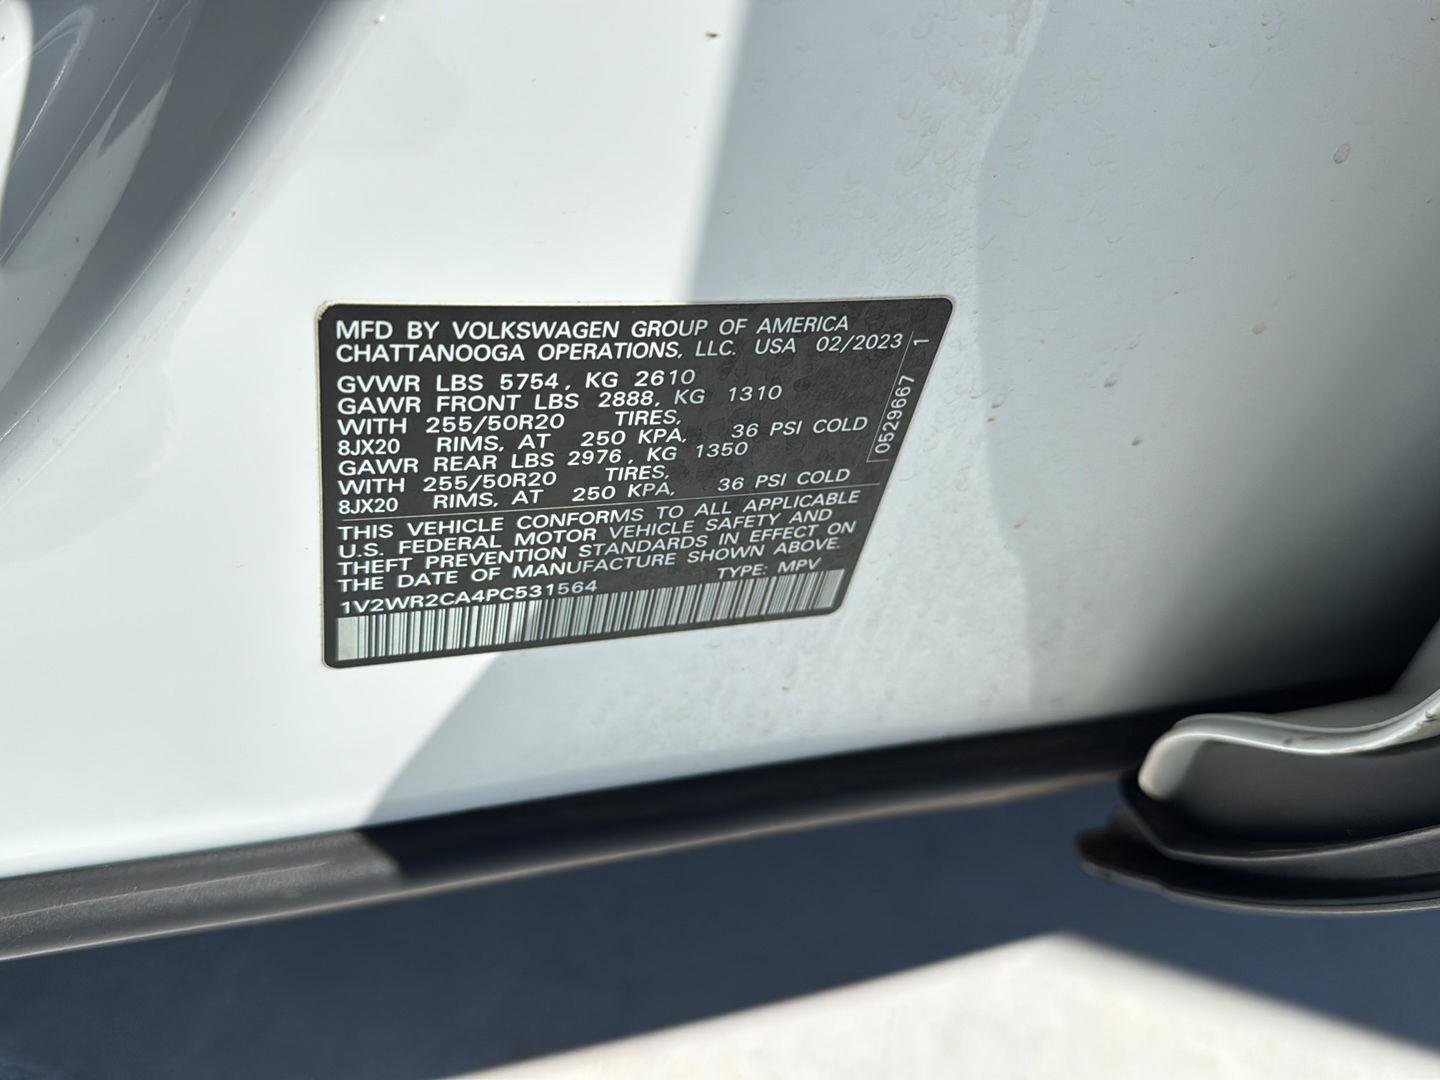 MFD BY VOLKSWAGEN GROUP OF AMERICA
CHATTANOOGA OPERATIONS, LLC. USA 02/2023
GVWR LBS 5754, KG 2610
GAWR FRONT LBS 2888, KG 1310
WITH 255/50R20 TIRES,
8JX20 RIMS, AT 250 KPA, 36 PSI COLD
GAWR REAR LBS 2976, KG 1350
WITH 255/50R20 TIRES,
8JX20 RIMS, AT 250 KPA, 36 PSI COLD
THIS VEHICLE CONFORMS TO ALL APPLICABLE
U.S. FEDERAL MOTOR VEHICLE SAFETY AND
THEFT PREVENTION STANDARDS IN EFFECT ON
THE DATE OF MANUFACTURE SHOWN ABOVE.
1V2WR2CA4PC531564 TYPE: MPV
0529667 1